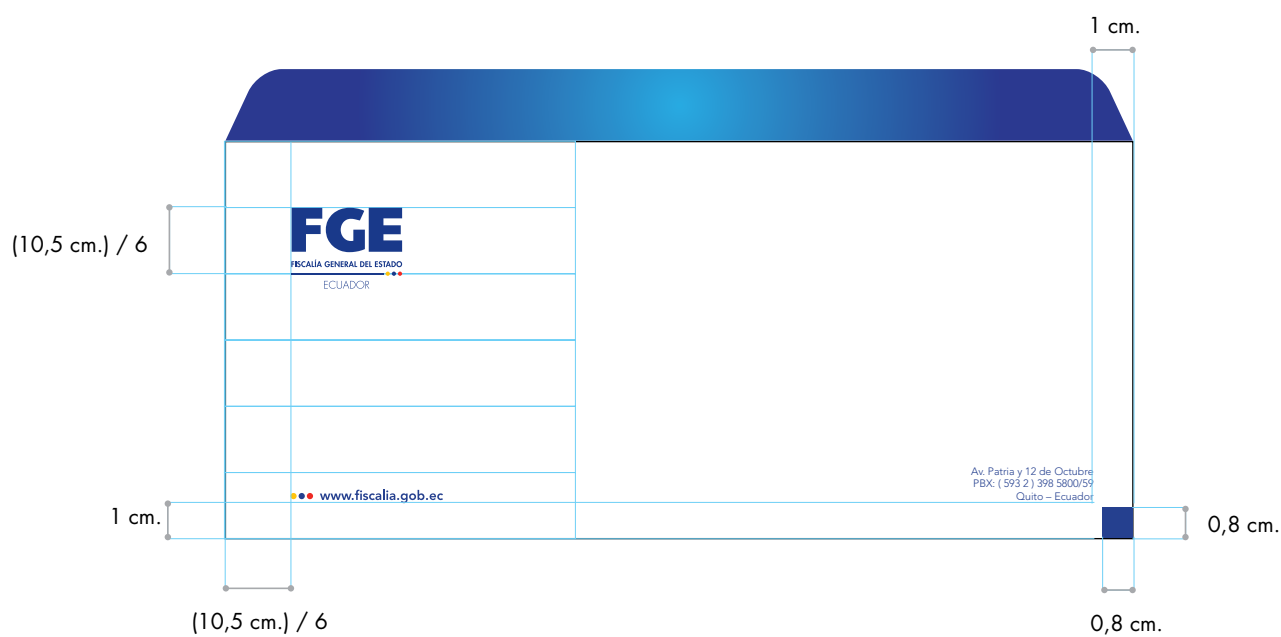 1 cm.
(10,5 cm.) / 6
FGE
FISCALÍA GENERAL DEL ESTADO
ECUADOR
Av. Patria y 12 de Octubre
PBX: ( 593 2 ) 398 5800/59
Quito – Ecuador
www.fiscalia.gob.ec
1 cm.
0,8 cm.
(10,5 cm.) / 6
0,8 cm.